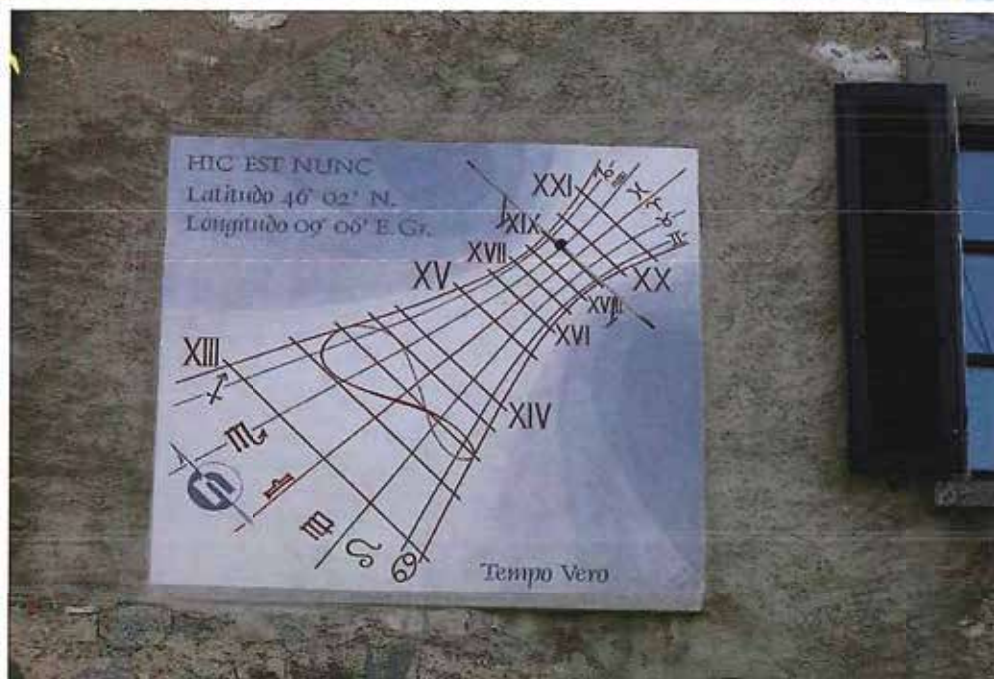 HIC EST NUNC
Latitudo 46° 02' N.
Longitudo 09° 06' E.Gr.
XXI
XIX
XVII
XV
XIII
XX
XVIII
XVI
XIV
♑
♒
♓
♈
♉
♊
♐
♏
♎
♍
♌
♋
Tempo Vero